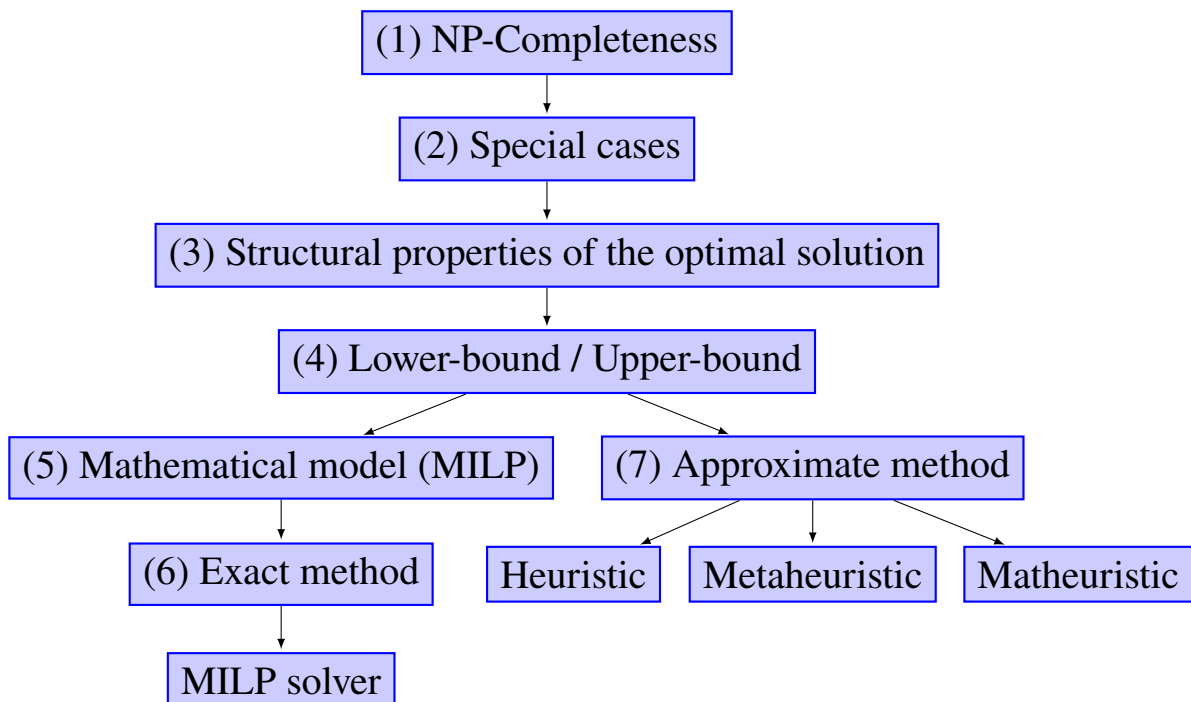 (1) NP-Completeness
(2) Special cases
(3) Structural properties of the optimal solution
(4) Lower-bound / Upper-bound
(5) Mathematical model (MILP)
(7) Approximate method
(6) Exact method
Heuristic
Metaheuristic
Matheuristic
MILP solver